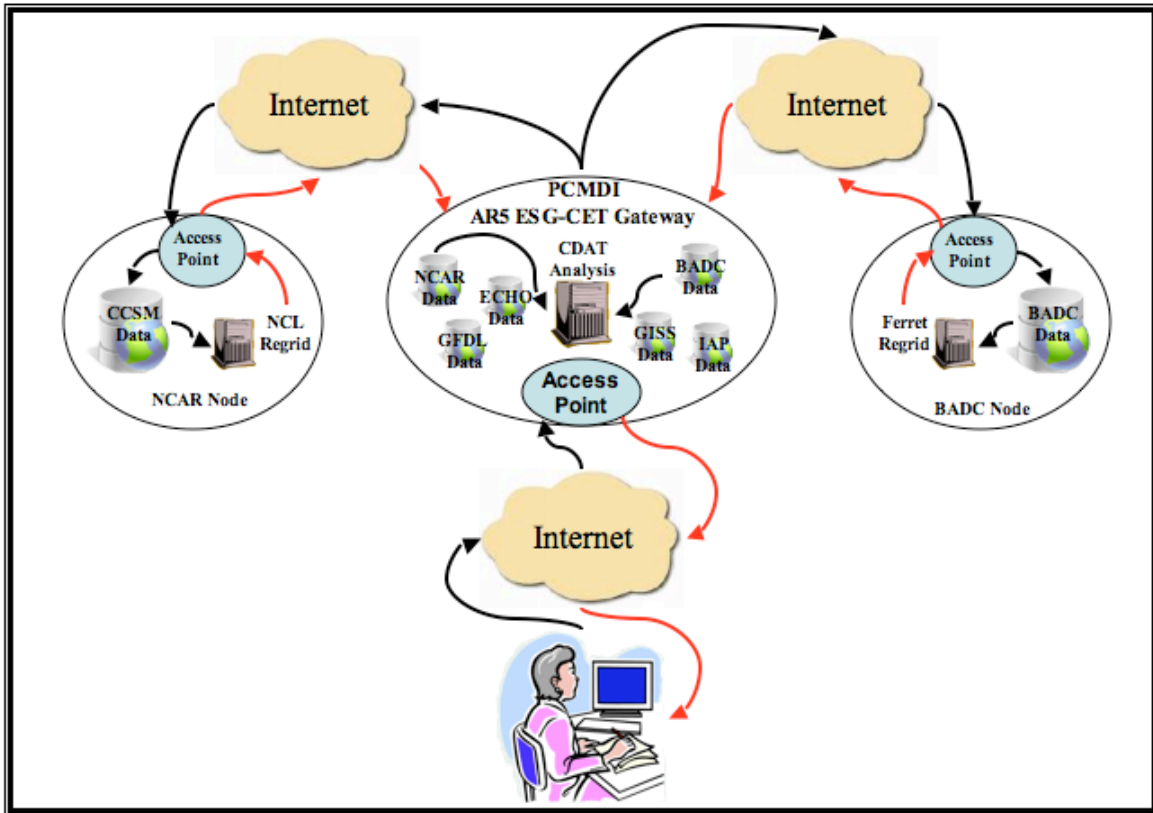 Internet
Internet
PCMDI
AR5 ESG-CET Gateway
Access
Point
CCSM
Data
NCL
Regrid
NCAR Node
NCAR
Data
ECHO
Data
GFDL
Data
CDAT
Analysis
BADC
Data
GISS
Data
IAP
Data
Access
Point
Access
Point
Ferret
Regrid
BADC
Data
BADC Node
Internet